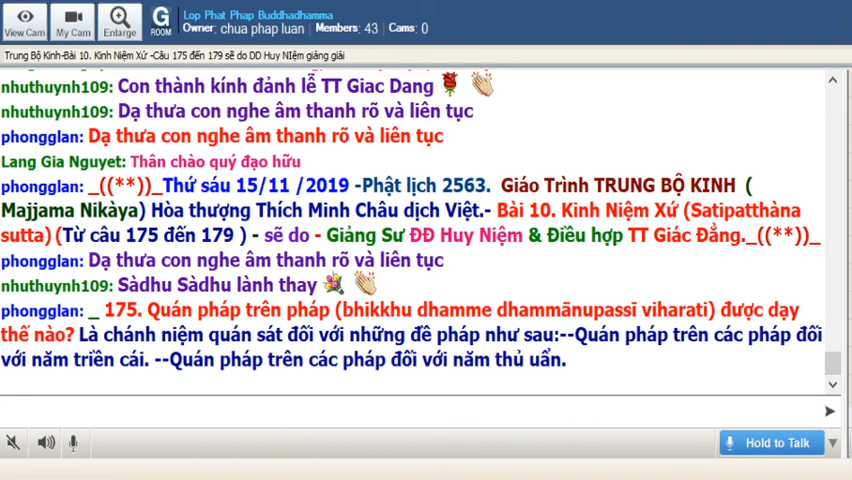 Lop Phat Phap Buddhadhamma
Owner: chua phap luan Members: 43 Cams: 0
View Cam My Cam Enlarge G ROOM
Trung Bộ Kinh-Bài 10. Kinh Niệm Xứ -Câu 175 đến 179 sẽ do DD Huy NIệm giảng giải
nhuthuynh109: Con thành kính đảnh lễ TT Giac Dang
nhuthuynh109: Dạ thưa con nghe âm thanh rõ và liên tục
phongglan: Dạ thưa con nghe âm thanh rõ và liên tục
Lang Gia Nguyet: Thân chào quý đạo hữu
phongglan: _((**))_Thứ sáu 15/11 /2019 -Phật lịch 2563. Giáo Trình TRUNG BỘ KINH (
Majjama Nikàya) Hòa thượng Thích Minh Châu dịch Việt.- Bài 10. Kinh Niệm Xứ (Satipatthàna
sutta) (Từ câu 175 đến 179 ) - sẽ do - Giảng Sư ĐĐ Huy Niệm & Điều hợp TT Giác Đẳng._((**))_
phongglan: Dạ thưa con nghe âm thanh rõ và liên tục
nhuthuynh109: Sàdhu Sàdhu lành thay
phongglan: _ 175. Quán pháp trên pháp (bhikkhu dhamme dhammānupassī viharati) được dạy
thế nào? Là chánh niệm quán sát đối với những đề pháp như sau:--Quán pháp trên các pháp đối
với năm triền cái. --Quán pháp trên các pháp đối với năm thủ uẩn.
Hold to Talk